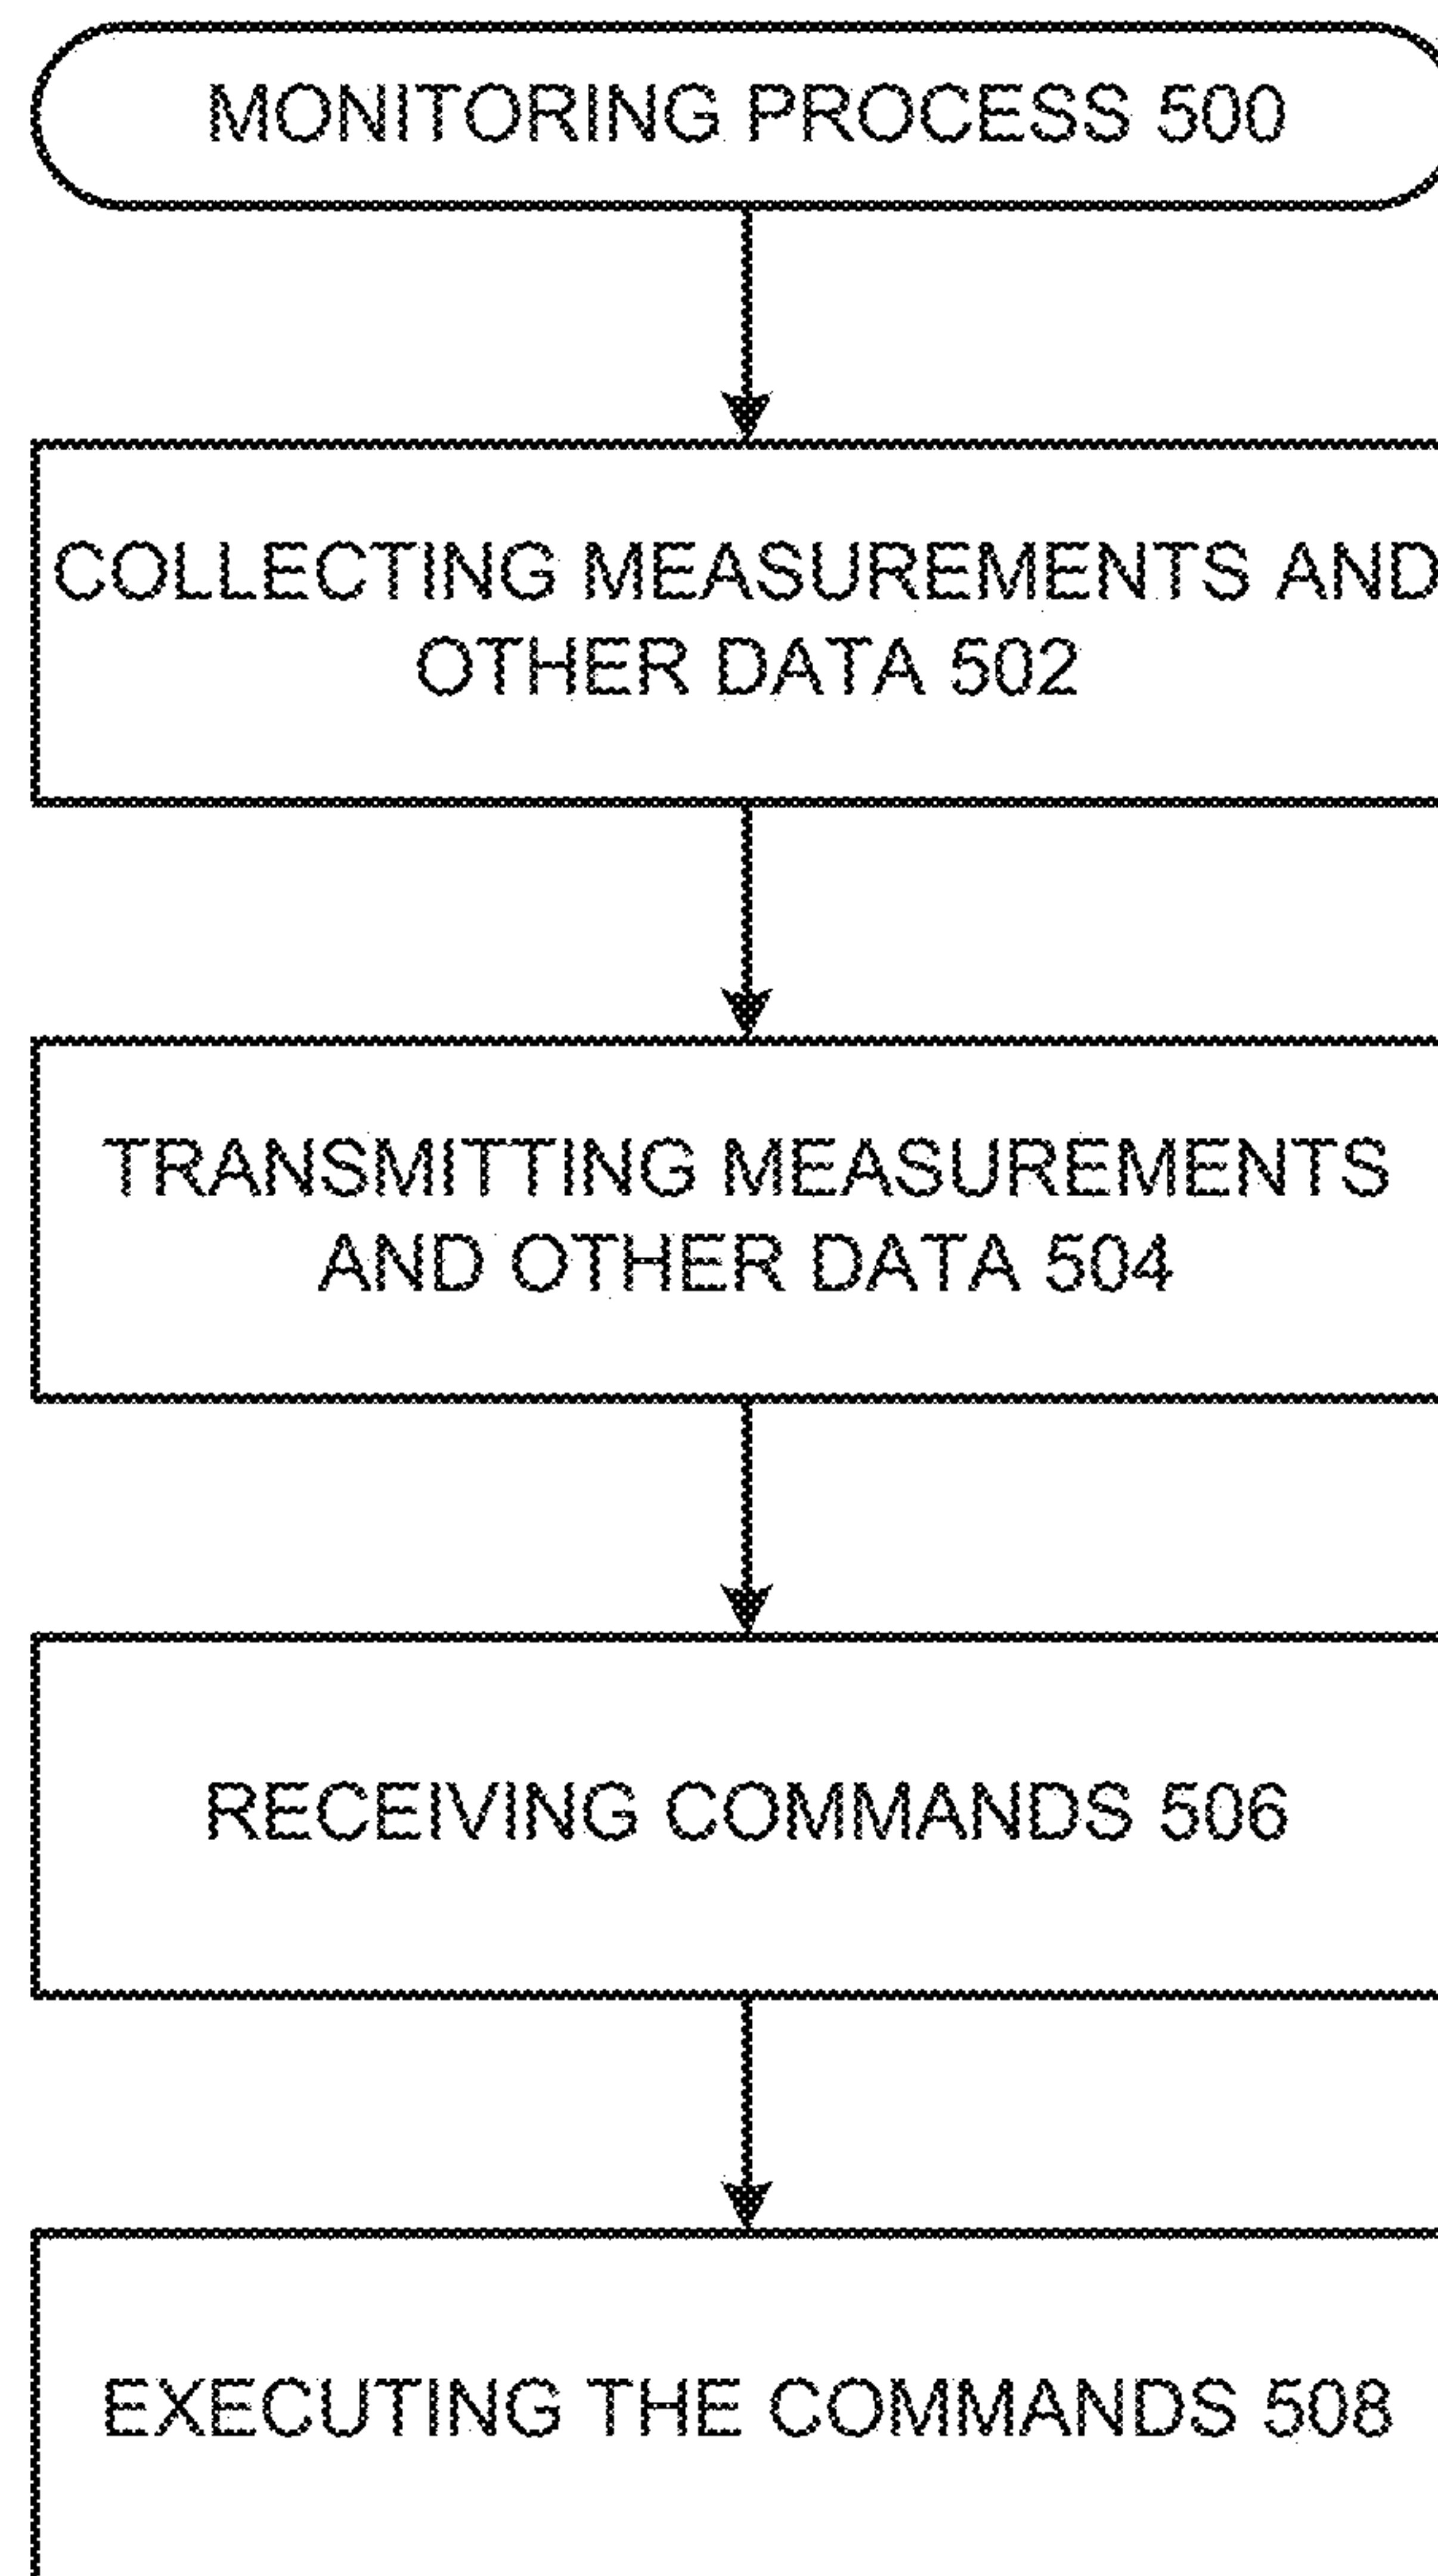 MONITORING PROCESS 500
COLLECTING MEASUREMENTS AND
OTHER DATA 502
TRANSMITTING MEASUREMENTS
AND OTHER DATA 504
RECEIVING COMMANDS 506
EXECUTING THE COMMANDS 508